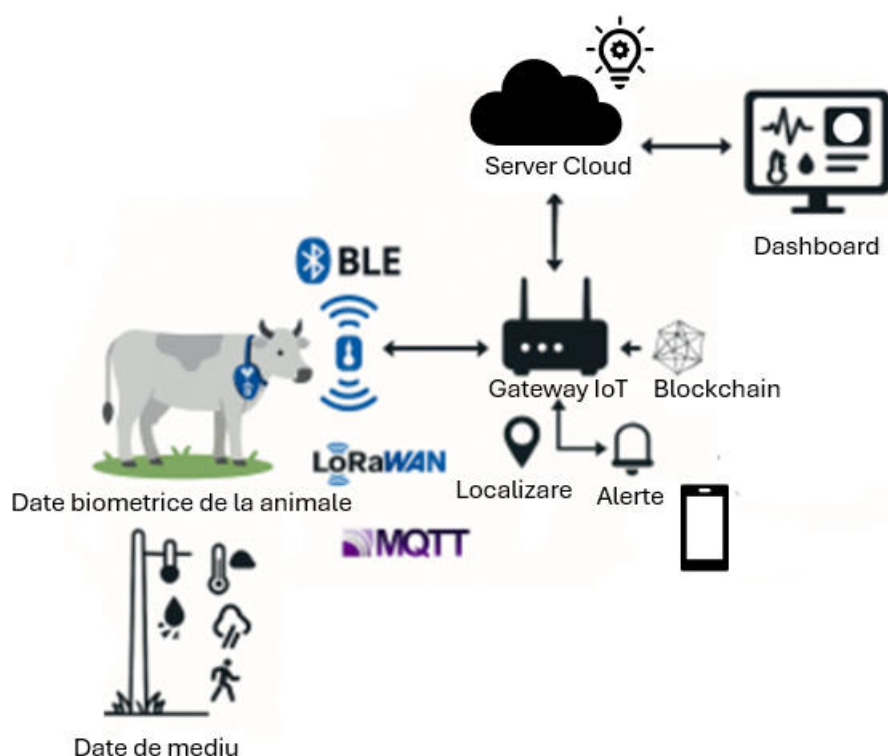 Server Cloud
Dashboard
BLE
Gateway IoT
Blockchain
LoRaWAN
Localizare
Alerte
Date biometrice de la animale
MQTT
Date de mediu